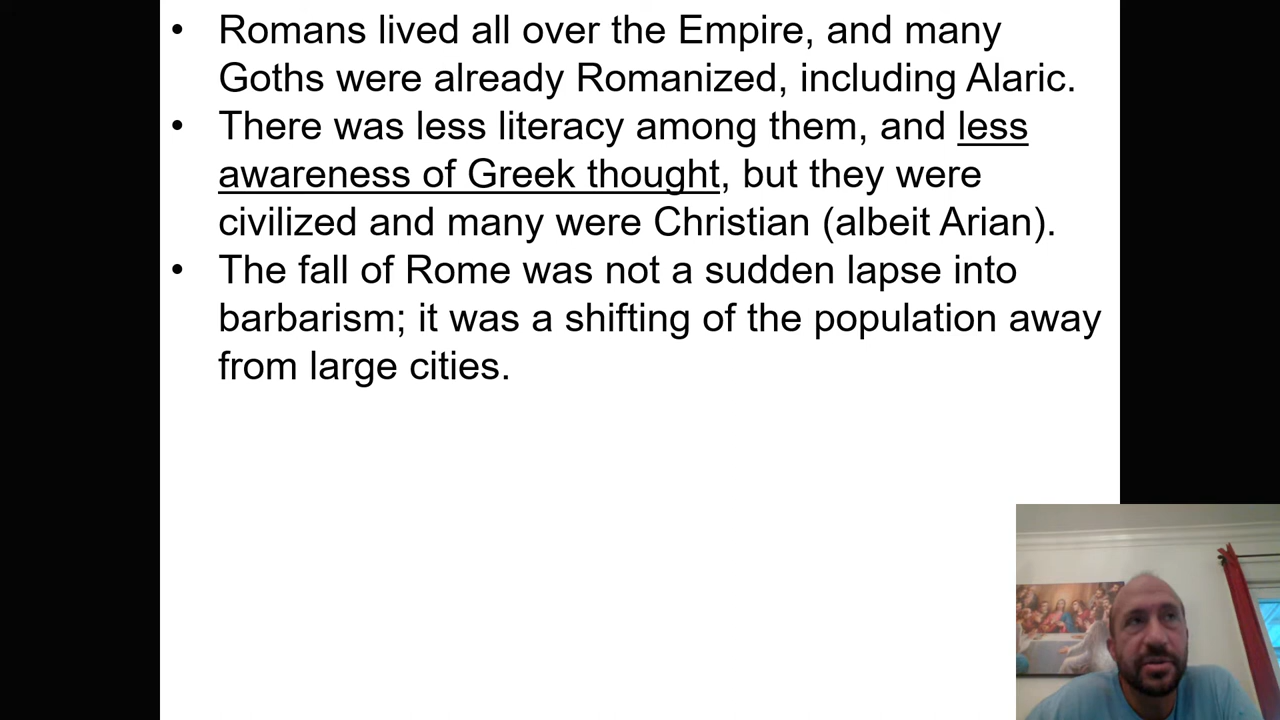 • Romans lived all over the Empire, and many
Goths were already Romanized, including Alaric.
• There was less literacy among them, and less
awareness of Greek thought, but they were
civilized and many were Christian (albeit Arian).
• The fall of Rome was not a sudden lapse into
barbarism; it was a shifting of the population away
from large cities.